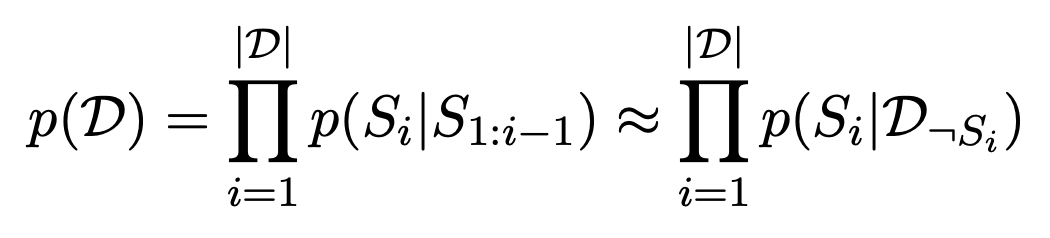 p(𝒟) = ∏_{i=1}^{|𝒟|} p(S_i|S_{1:i−1}) ≈ ∏_{i=1}^{|𝒟|} p(S_i|𝒟_{¬S_i})